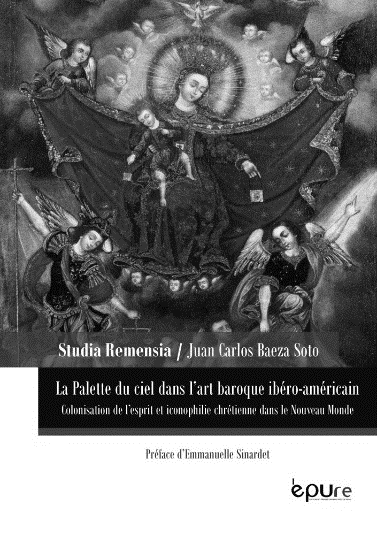 Studia Remensia / Juan Carlos Baeza Soto
La Palette du ciel dans l'art baroque ibéro-américain
Colonisation de l'esprit et iconophilie chrétienne dans le Nouveau Monde
Préface d'Emmanuelle Sinardet
épure